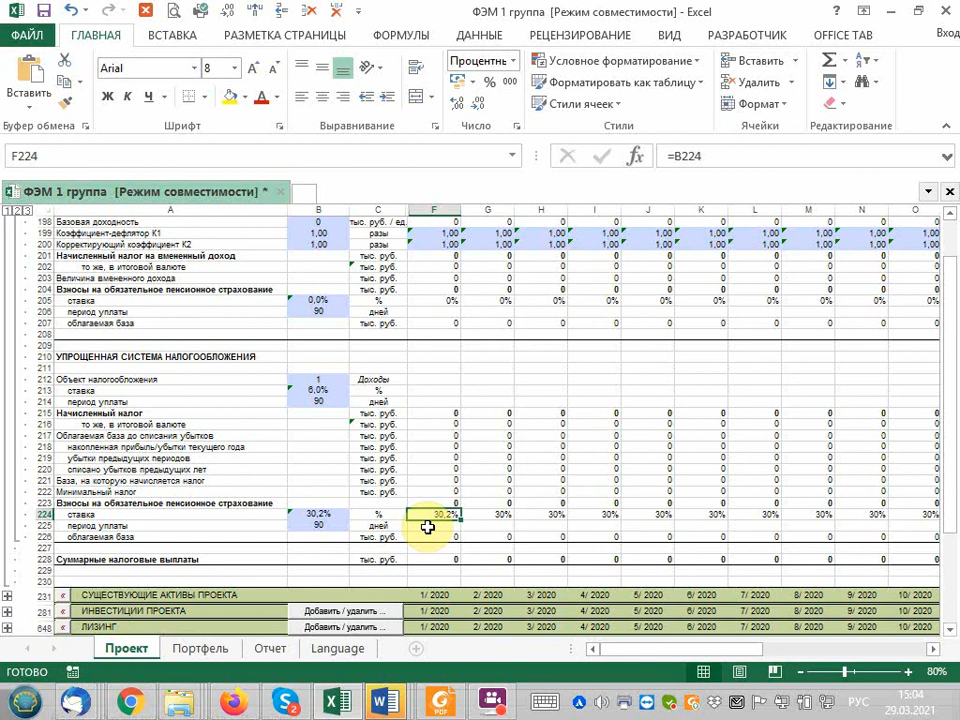 ФЭМ 1 группа [Режим совместимости] - Excel
ФАЙЛ ГЛАВНАЯ ВСТАВКА РАЗМЕТКА СТРАНИЦЫ ФОРМУЛЫ ДАННЫЕ РЕЦЕНЗИРОВАНИЕ ВИД РАЗРАБОТЧИК OFFICE TAB Вход
Вставить
Arial 8
Ж К Ч
Процентны
% 000
Условное форматирование
Форматировать как таблицу
Стили ячеек
Вставить
Удалить
Формат
Буфер обмена Шрифт Выравнивание Число Стили Ячейки Редактирование
F224 fx =B224
ФЭМ 1 группа [Режим совместимости] *
1 2 3 A B C F G H I J K L M N O
198 Базовая доходность 0 тыс. руб. / ед. 0 0 0 0 0 0 0 0 0 0
199 Коэффициент-дефлятор К1 1,00 разы 1,00 1,00 1,00 1,00 1,00 1,00 1,00 1,00 1,00 1,00
200 Корректирующий коэффициент К2 1,00 разы 1,00 1,00 1,00 1,00 1,00 1,00 1,00 1,00 1,00 1,00
201 Начисленный налог на вмененный доход тыс. руб. 0 0 0 0 0 0 0 0 0 0
202 то же, в итоговой валюте тыс. руб. 0 0 0 0 0 0 0 0 0 0
203 Величина вмененного дохода тыс. руб. 0 0 0 0 0 0 0 0 0 0
204 Взносы на обязательное пенсионное страхование тыс. руб. 0 0 0 0 0 0 0 0 0 0
205 ставка 0,0% % 0% 0% 0% 0% 0% 0% 0% 0% 0% 0%
206 период уплаты 90 дней
207 облагаемая база тыс. руб. 0 0 0 0 0 0 0 0 0 0
208
209
210 УПРОЩЕННАЯ СИСТЕМА НАЛОГООБЛОЖЕНИЯ
211
212 Объект налогообложения 1 Доходы
213 ставка 6,0% %
214 период уплаты 90 дней
215 Начисленный налог тыс. руб. 0 0 0 0 0 0 0 0 0 0
216 то же, в итоговой валюте тыс. руб. 0 0 0 0 0 0 0 0 0 0
217 Облагаемая база до списания убытков тыс. руб. 0 0 0 0 0 0 0 0 0 0
218 накопленная прибыль/убытки текущего года тыс. руб. 0 0 0 0 0 0 0 0 0 0
219 убытки предыдущих периодов тыс. руб. 0 0 0 0 0 0 0 0 0 0
220 списано убытков предыдущих лет тыс. руб. 0 0 0 0 0 0 0 0 0 0
221 База, на которую начисляется налог тыс. руб. 0 0 0 0 0 0 0 0 0 0
222 Минимальный налог тыс. руб. 0 0 0 0 0 0 0 0 0 0
223 Взносы на обязательное пенсионное страхование тыс. руб. 0 0 0 0 0 0 0 0 0 0
224 ставка 30,2% % 30,2% 30% 30% 30% 30% 30% 30% 30% 30% 30%
225 период уплаты 90 дней
226 облагаемая база тыс. руб. 0 0 0 0 0 0 0 0 0 0
227
228 Суммарные налоговые выплаты тыс. руб. 0 0 0 0 0 0 0 0 0 0
229
230
231 « СУЩЕСТВУЮЩИЕ АКТИВЫ ПРОЕКТА 1/ 2020 2/ 2020 3/ 2020 4/ 2020 5/ 2020 6/ 2020 7/ 2020 8/ 2020 9/ 2020 10/ 2020
281 « ИНВЕСТИЦИИ ПРОЕКТА Добавить / удалить ... 1/ 2020 2/ 2020 3/ 2020 4/ 2020 5/ 2020 6/ 2020 7/ 2020 8/ 2020 9/ 2020 10/ 2020
648 « ЛИЗИНГ Добавить / удалить ... 1/ 2020 2/ 2020 3/ 2020 4/ 2020 5/ 2020 6/ 2020 7/ 2020 8/ 2020 9/ 2020 10/ 2020
Проект Портфель Отчет Language
ГОТОВО 80%
РУС 15:04
29.03.2021